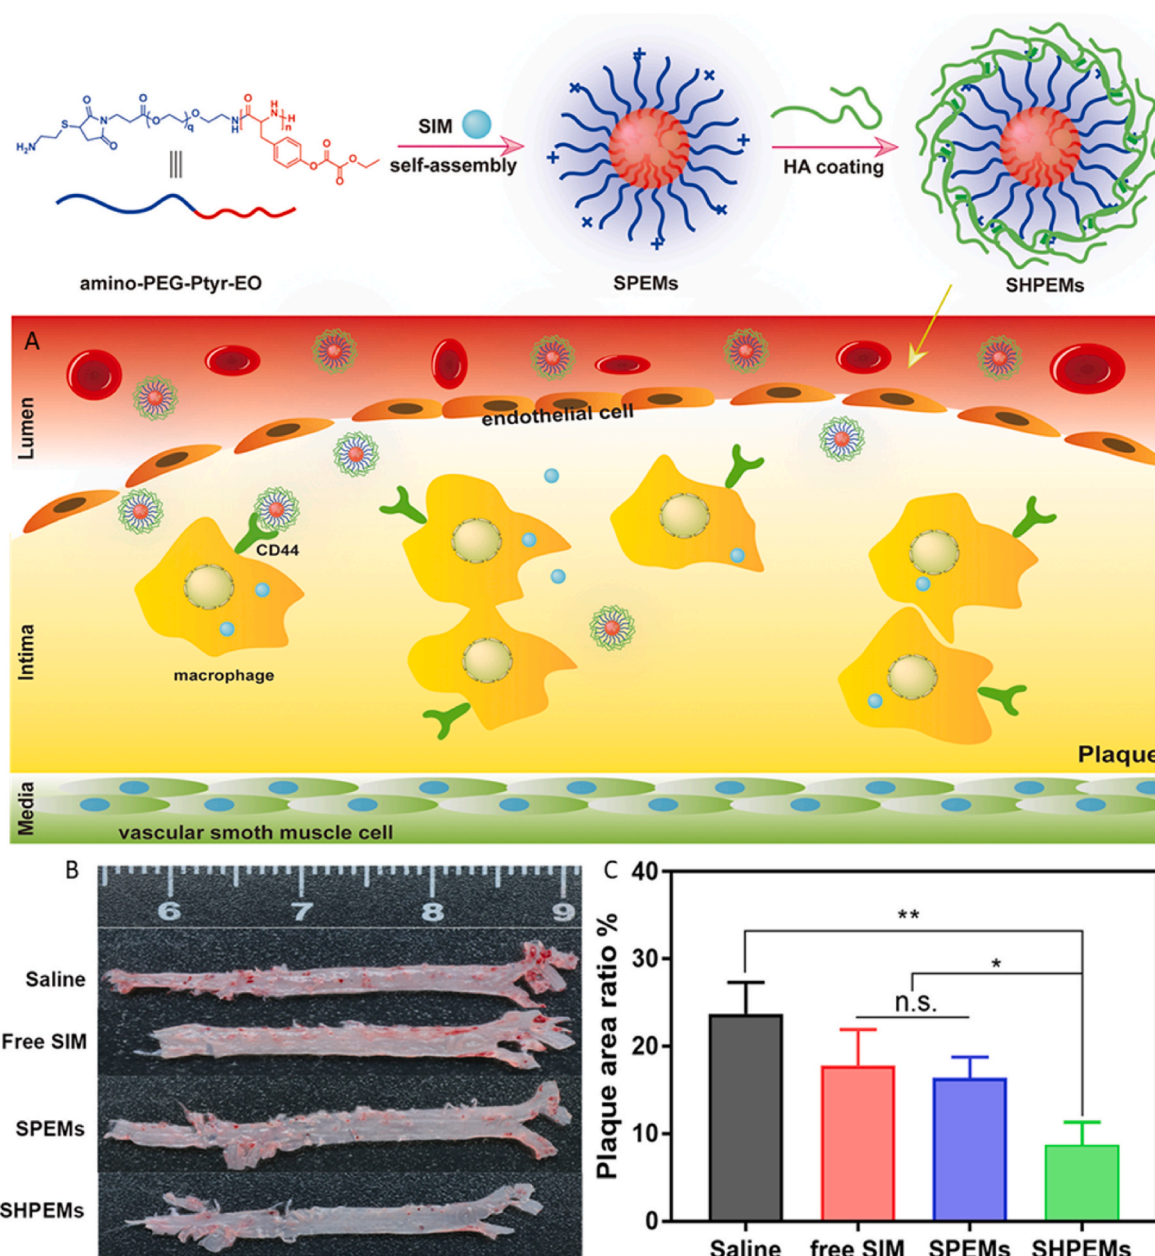 O
O
N
S
O
O
O
q
O
N
H
O
H
N
H
n
H₂N
O
O
O
O
SIM
self-assembly
HA coating
amino-PEG-Ptyr-EO
SPEMs
SHPEMs
A
Lumen
endothelial cell
CD44
macrophage
Intima
Plaque
Media
vascular smoth muscle cell
B
6 7 8 9
Saline
Free SIM
SPEMs
SHPEMs
C
Plaque area ratio %
40
30
20
10
0
**
*
n.s.
Saline free SIM SPEMs SHPEMs